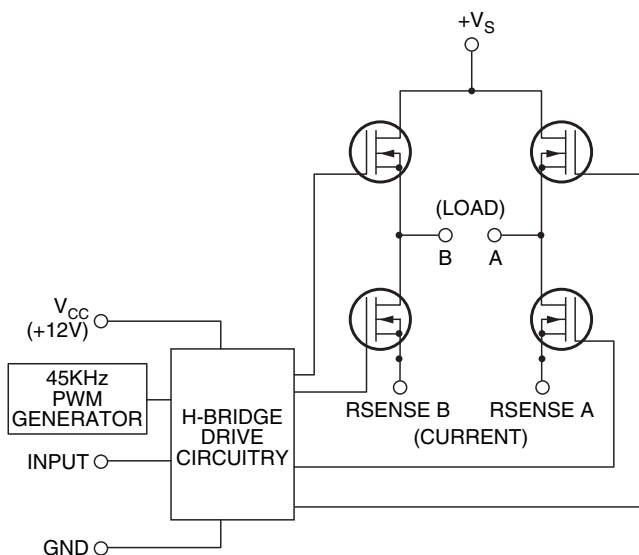 +VS
(LOAD)
B
A
VCC
(+12V)
45KHz
PWM
GENERATOR
H-BRIDGE
DRIVE
CIRCUITRY
RSENSE B
RSENSE A
(CURRENT)
INPUT
GND